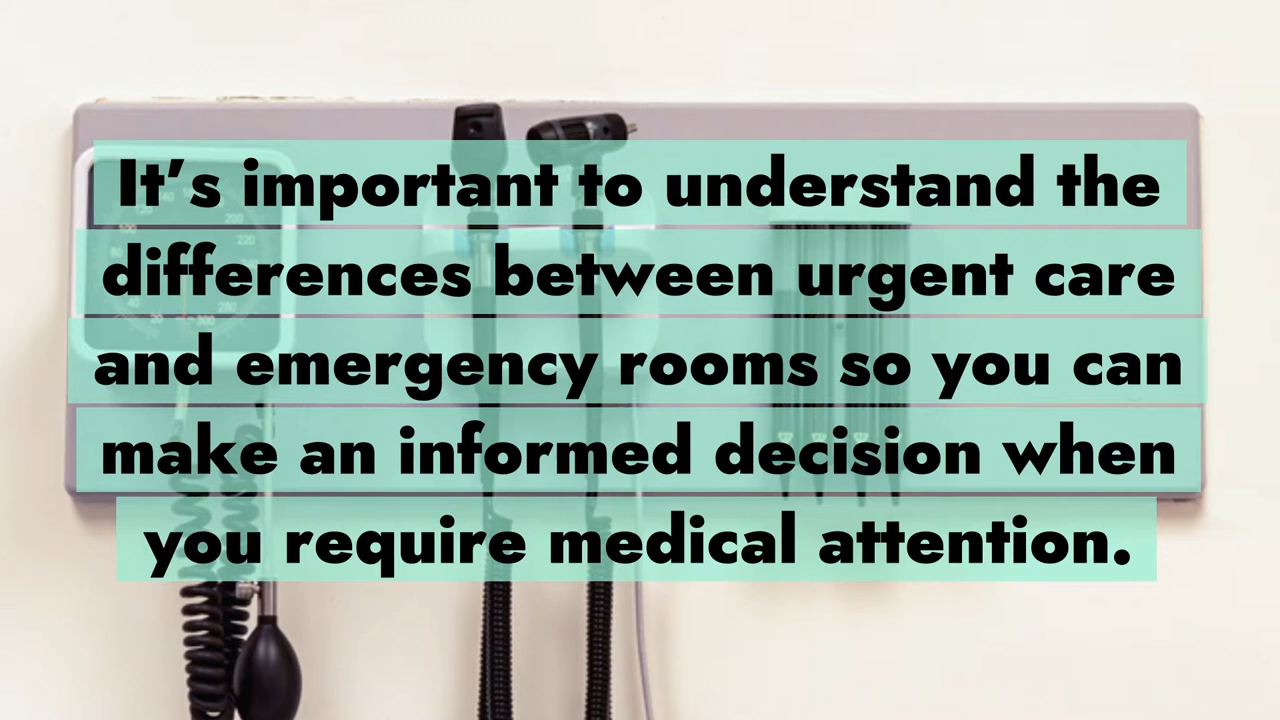 It's important to understand the
differences between urgent care
and emergency rooms so you can
make an informed decision when
you require medical attention.